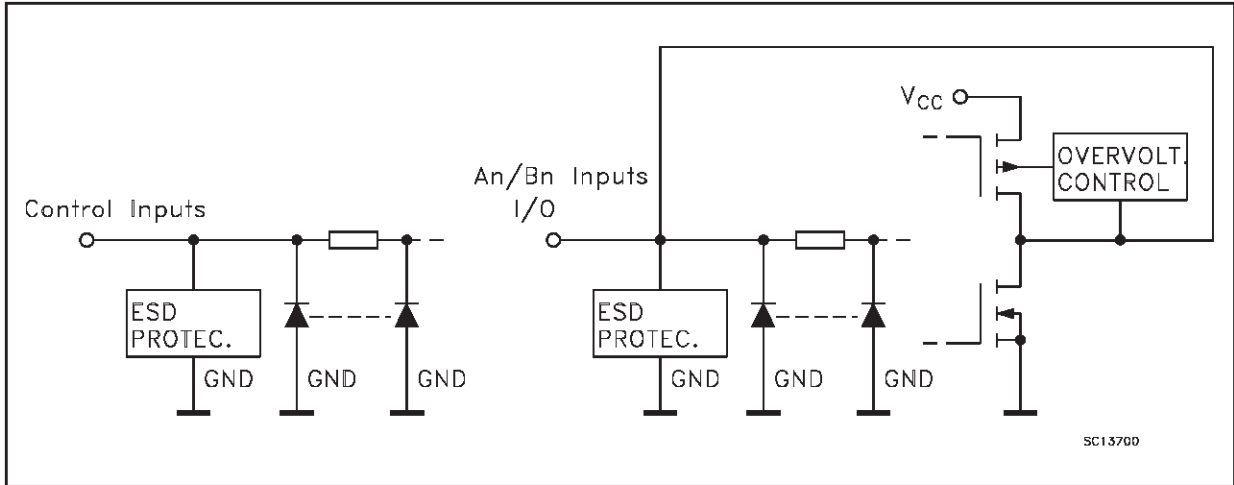 VCC
OVERVOLT.
CONTROL
An/Bn Inputs
I/O
Control Inputs
ESD
PROTEC.
ESD
PROTEC.
GND GND GND GND GND GND
SC13700